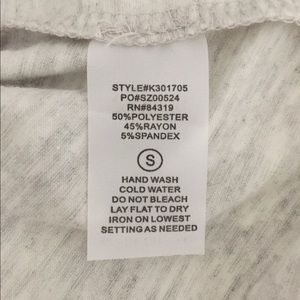 STYLE#K301705
PO#SZ00524
RN#84319
50%POLYESTER
45%RAYON
5%SPANDEX
S
HAND WASH
COLD WATER
DO NOT BLEACH
LAY FLAT TO DRY
IRON ON LOWEST
SETTING AS NEEDED